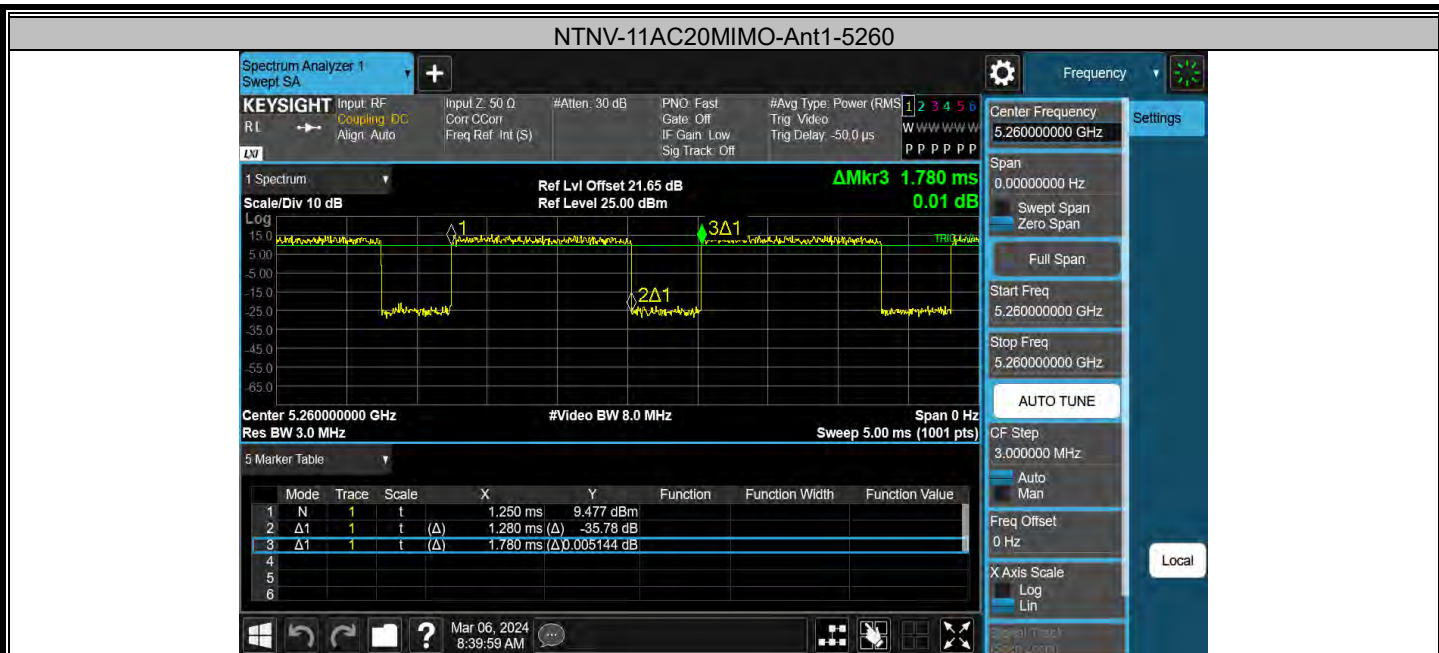 NTNV-11AC20MIMO-Ant1-5260
Spectrum Analyzer 1
Swept SA
Frequency
KEYSIGHT
RL
LXI
Input: RF
Coupling: DC
Align: Auto
Input Z: 50 Ω
Corr CCorr
Freq Ref: Int (S)
#Atten: 30 dB
PNO: Fast
Gate: Off
IF Gain: Low
Sig Track: Off
#Avg Type: Power (RMS
Trig: Video
Trig Delay: -50.0 µs
1 2 3 4 5 6
W W W W W W
P P P P P P
1 Spectrum
Scale/Div 10 dB
Ref Lvl Offset 21.65 dB
Ref Level 25.00 dBm
ΔMkr3 1.780 ms
0.01 dB
Log
15.0
5.00
-5.00
-15.0
-25.0
-35.0
-45.0
-55.0
-65.0
1
3Δ1
2Δ1
Center 5.260000000 GHz
#Video BW 8.0 MHz
Span 0 Hz
Res BW 3.0 MHz
Sweep 5.00 ms (1001 pts)
5 Marker Table
Mode Trace Scale X Y Function Function Width Function Value
1 N 1 t 1.250 ms 9.477 dBm
2 Δ1 1 t (Δ) 1.280 ms (Δ) -35.78 dB
3 Δ1 1 t (Δ) 1.780 ms (Δ)0.005144 dB
4
5
6
Mar 06, 2024
8:39:59 AM
Center Frequency
5.260000000 GHz
Settings
Span
0.00000000 Hz
Swept Span
Zero Span
Full Span
Start Freq
5.260000000 GHz
Stop Freq
5.260000000 GHz
AUTO TUNE
CF Step
3.000000 MHz
Auto
Man
Freq Offset
0 Hz
X Axis Scale
Log
Lin
Local